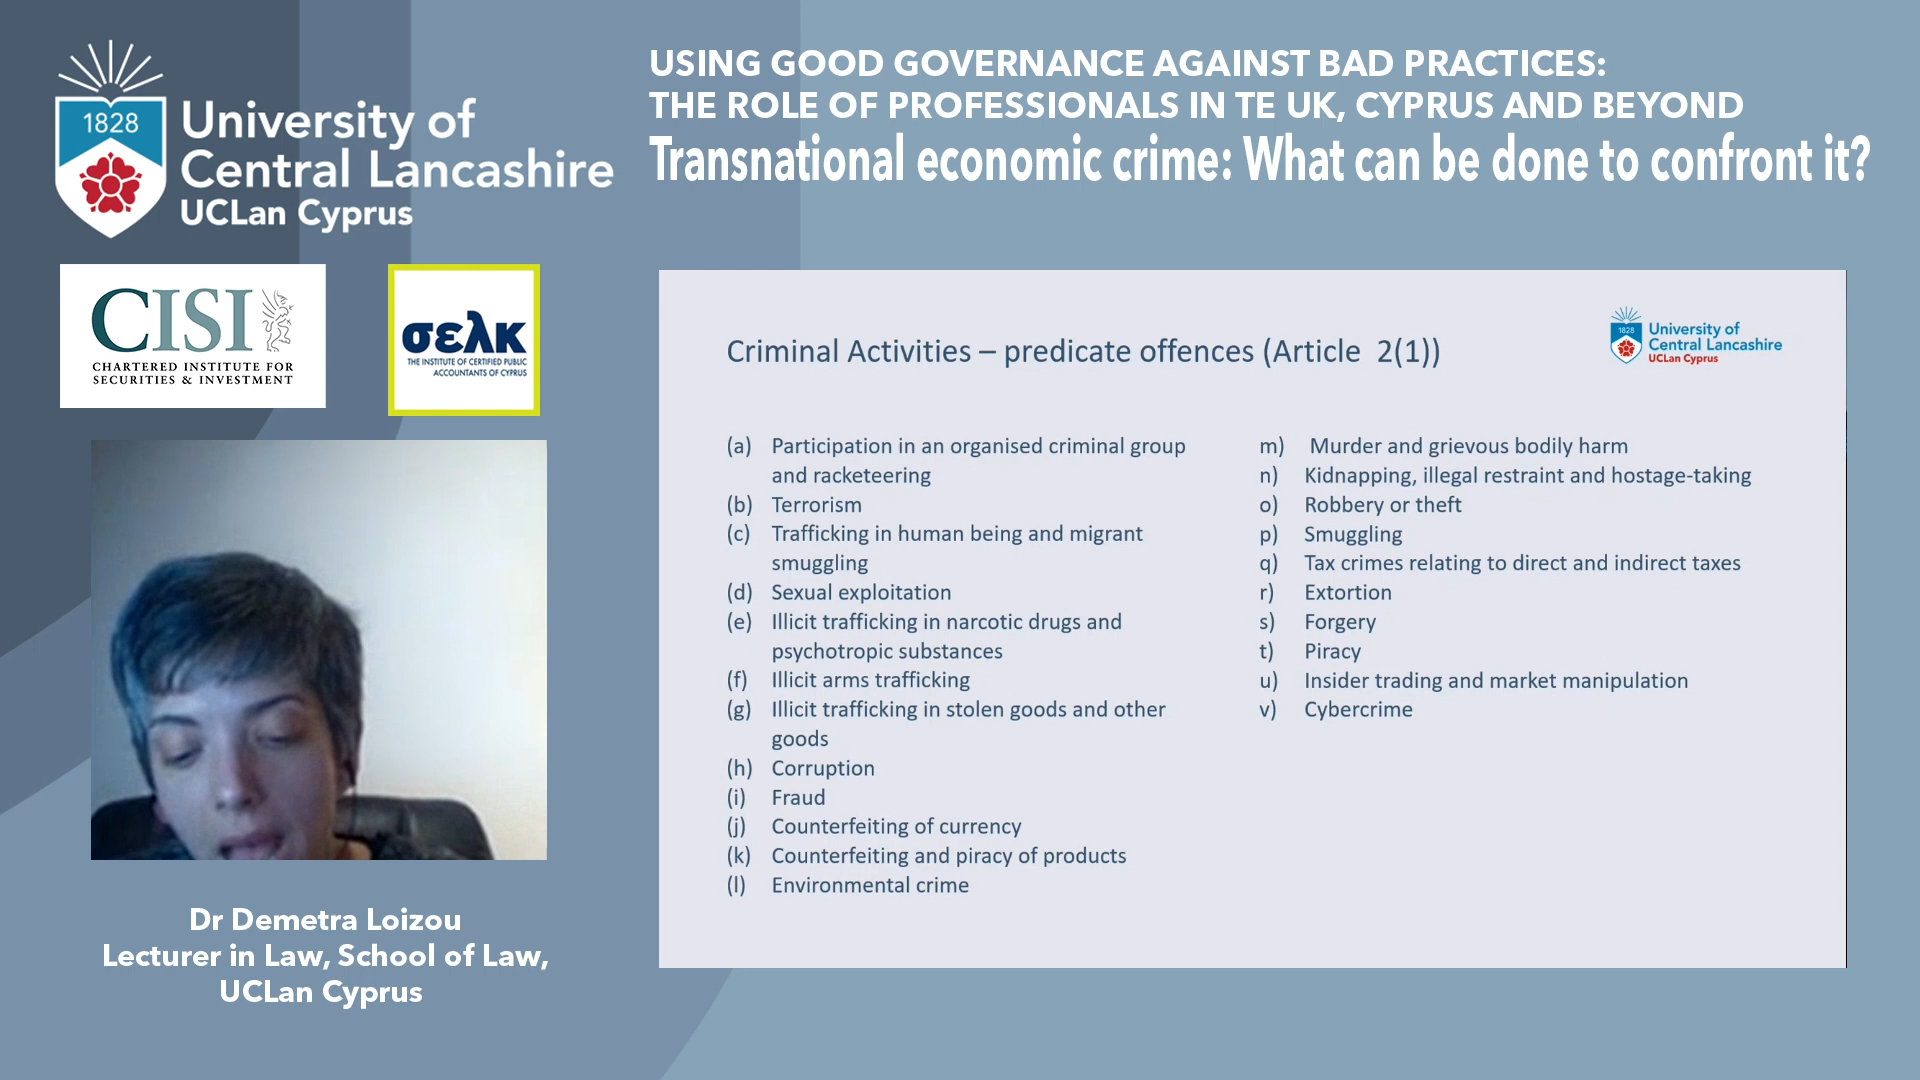 1828
University of
Central Lancashire
UCLan Cyprus
USING GOOD GOVERNANCE AGAINST BAD PRACTICES:
THE ROLE OF PROFESSIONALS IN TE UK, CYPRUS AND BEYOND
Transnational economic crime: What can be done to confront it?
CISI
CHARTERED INSTITUTE FOR
SECURITIES & INVESTMENT
σελκ
THE INSTITUTE OF CERTIFIED PUBLIC
ACCOUNTANTS OF CYPRUS
Dr Demetra Loizou
Lecturer in Law, School of Law,
UCLan Cyprus
Criminal Activities – predicate offences (Article 2(1))
1828
University of
Central Lancashire
UCLan Cyprus
(a) Participation in an organised criminal group
and racketeering
(b) Terrorism
(c) Trafficking in human being and migrant
smuggling
(d) Sexual exploitation
(e) Illicit trafficking in narcotic drugs and
psychotropic substances
(f) Illicit arms trafficking
(g) Illicit trafficking in stolen goods and other
goods
(h) Corruption
(i) Fraud
(j) Counterfeiting of currency
(k) Counterfeiting and piracy of products
(l) Environmental crime
m) Murder and grievous bodily harm
n) Kidnapping, illegal restraint and hostage-taking
o) Robbery or theft
p) Smuggling
q) Tax crimes relating to direct and indirect taxes
r) Extortion
s) Forgery
t) Piracy
u) Insider trading and market manipulation
v) Cybercrime